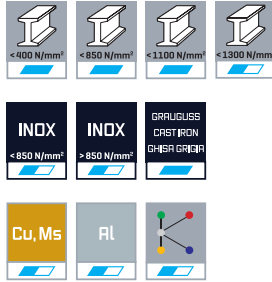 <400 N/mm² <850 N/mm² <1100 N/mm² <1300 N/mm²
INOX INOX GRAUGUSS
CAST IRON
GHISA GRIGIA
<850 N/mm² >850 N/mm²
Cu, Ms Al